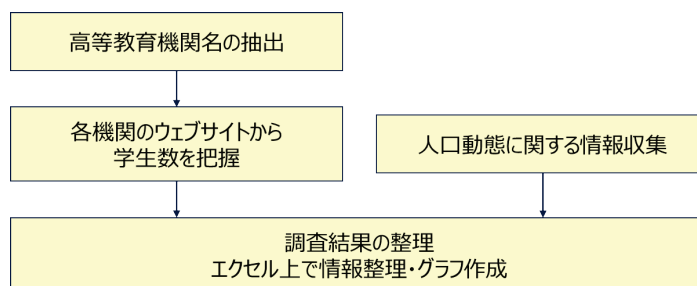 高等教育機関名の抽出
各機関のウェブサイトから
学生数を把握
人口動態に関する情報収集
調査結果の整理
エクセル上で情報整理・グラフ作成